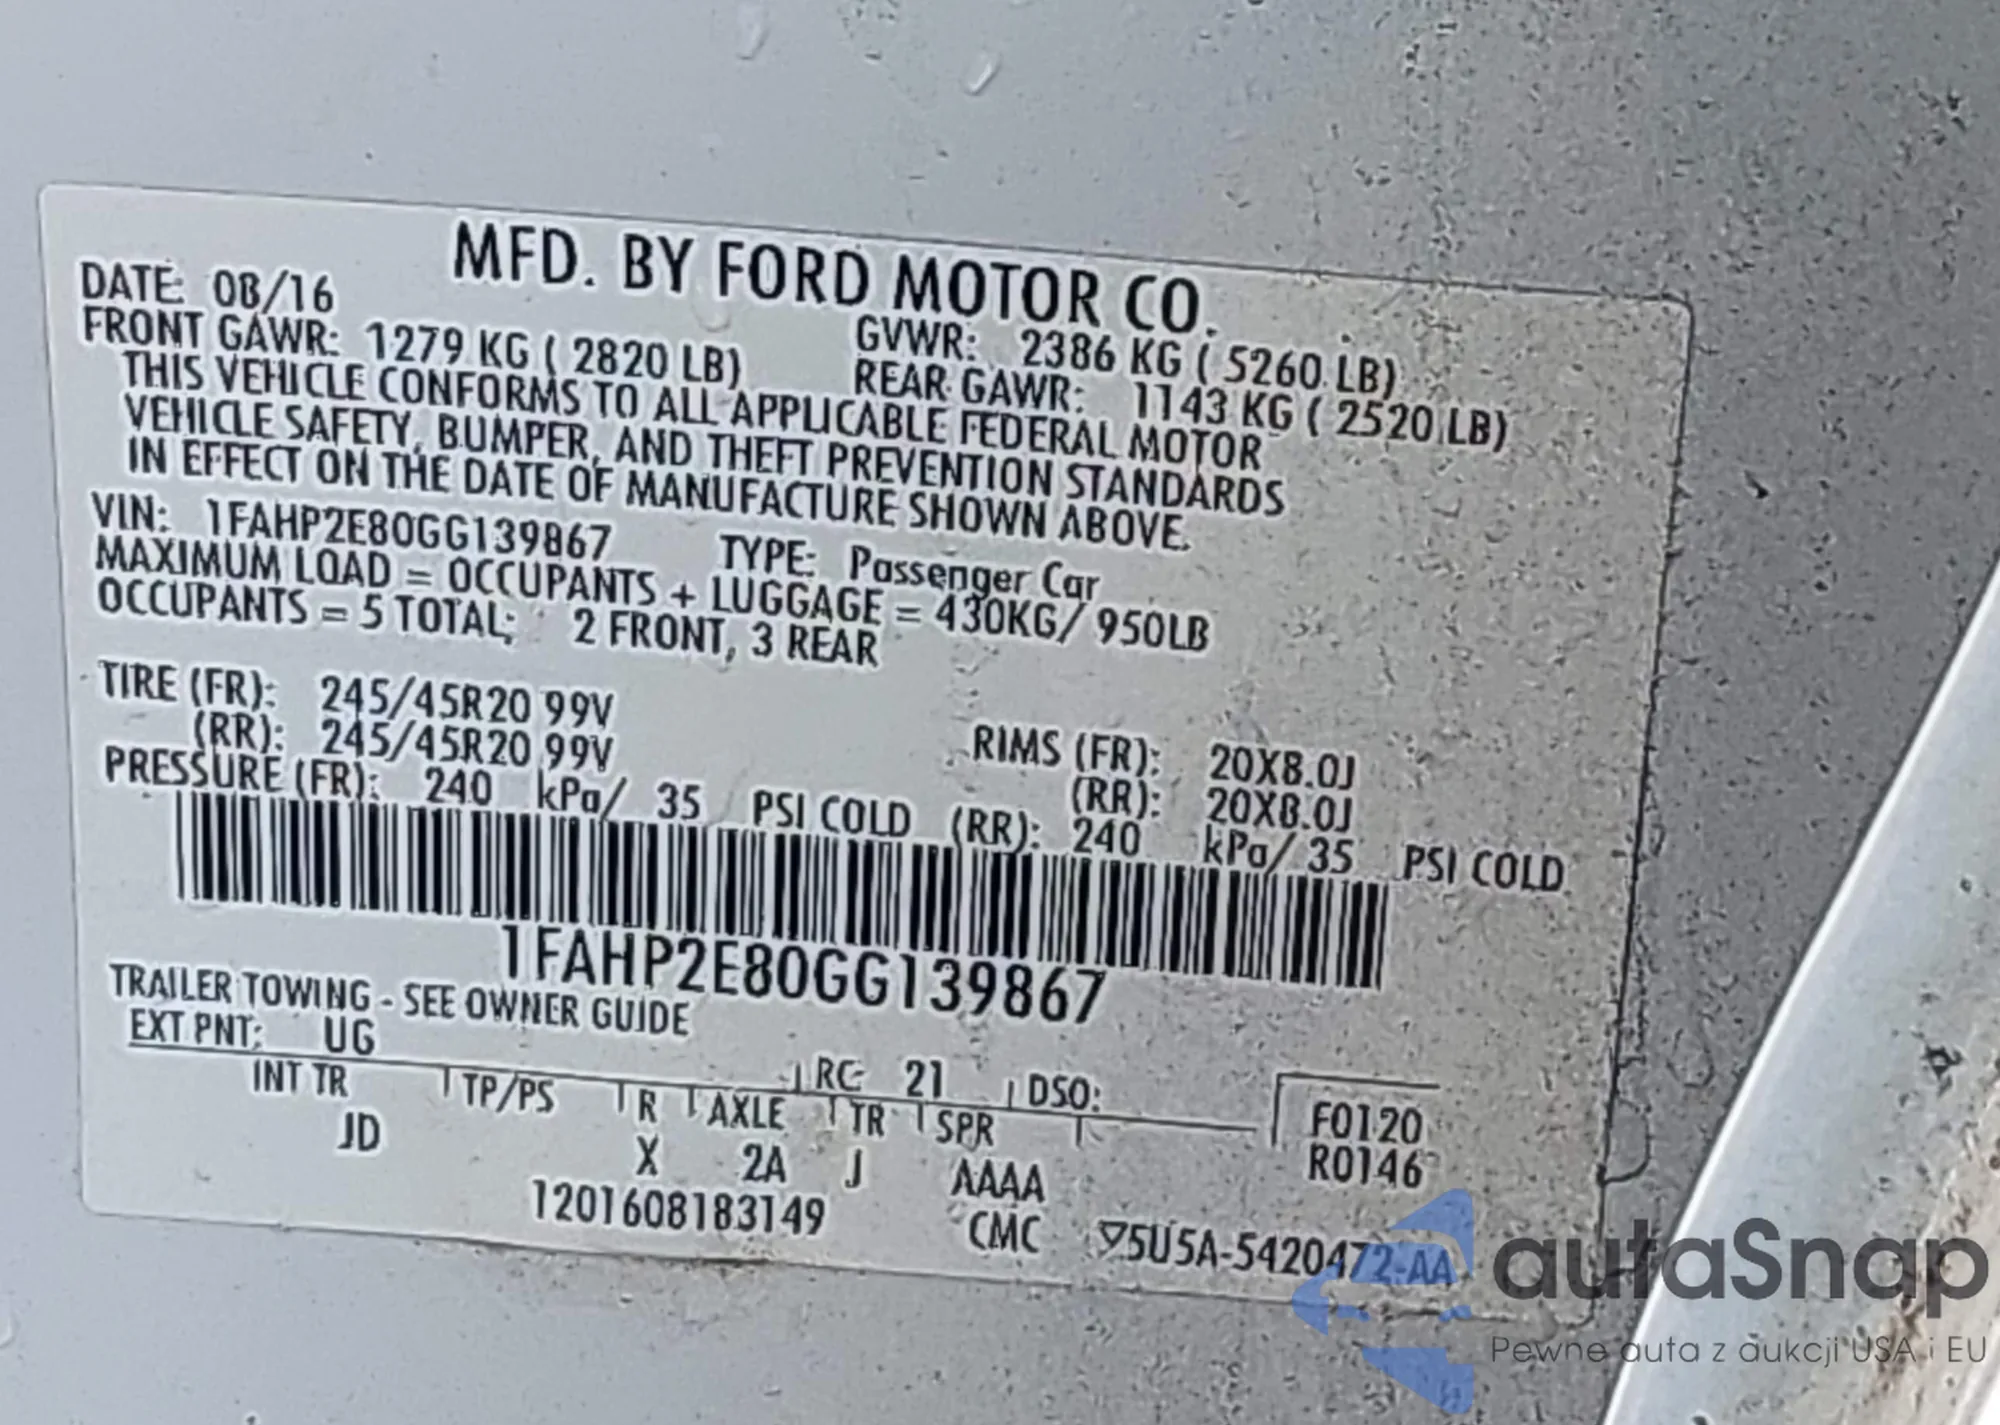 MFD. BY FORD MOTOR CO.
DATE: 08/16
GVWR: 2386 KG ( 5260 LB)
FRONT GAWR: 1279 KG ( 2820 LB)
REAR GAWR: 1143 KG ( 2520 LB)
THIS VEHICLE CONFORMS TO ALL APPLICABLE FEDERAL MOTOR
VEHICLE SAFETY, BUMPER, AND THEFT PREVENTION STANDARDS
IN EFFECT ON THE DATE OF MANUFACTURE SHOWN ABOVE.
VIN: 1FAHP2E80GG139867 TYPE: Passenger Car
MAXIMUM LOAD = OCCUPANTS + LUGGAGE = 430KG/ 950LB
OCCUPANTS = 5 TOTAL; 2 FRONT, 3 REAR
TIRE (FR): 245/45R20 99V RIMS (FR): 20X8.0J
(RR): 245/45R20 99V (RR): 20X8.0J
PRESSURE (FR): 240 kPa/ 35 PSI COLD (RR): 240 kPa/ 35 PSI COLD
1FAHP2E80GG139867
TRAILER TOWING - SEE OWNER GUIDE
EXT PNT: UG RC: 21 DSO:
INT TR TP/PS R AXLE TR SPR F0120
JD X 2A J AAAA R0146
1201608183149 CMC ▽5U5A-5420472-AA
autaSnap
Pewne auta z aukcji USA i EU